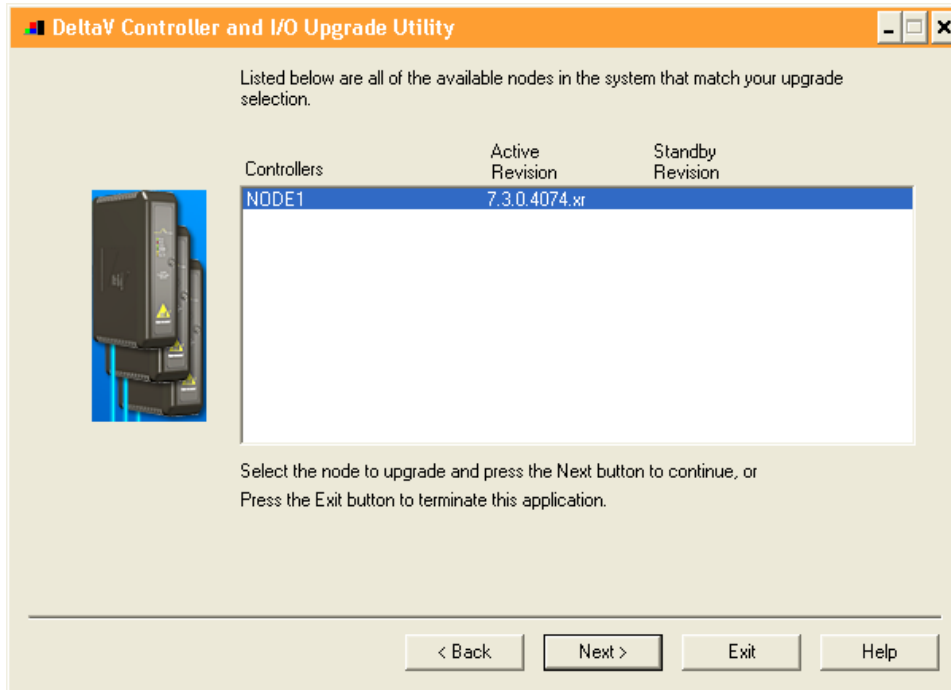 DeltaV Controller and I/O Upgrade Utility
Listed below are all of the available nodes in the system that match your upgrade
selection.
Controllers
Active
Revision
Standby
Revision
NODE1 7.3.0.4074.xr
Select the node to upgrade and press the Next button to continue, or
Press the Exit button to terminate this application.
< Back Next > Exit Help